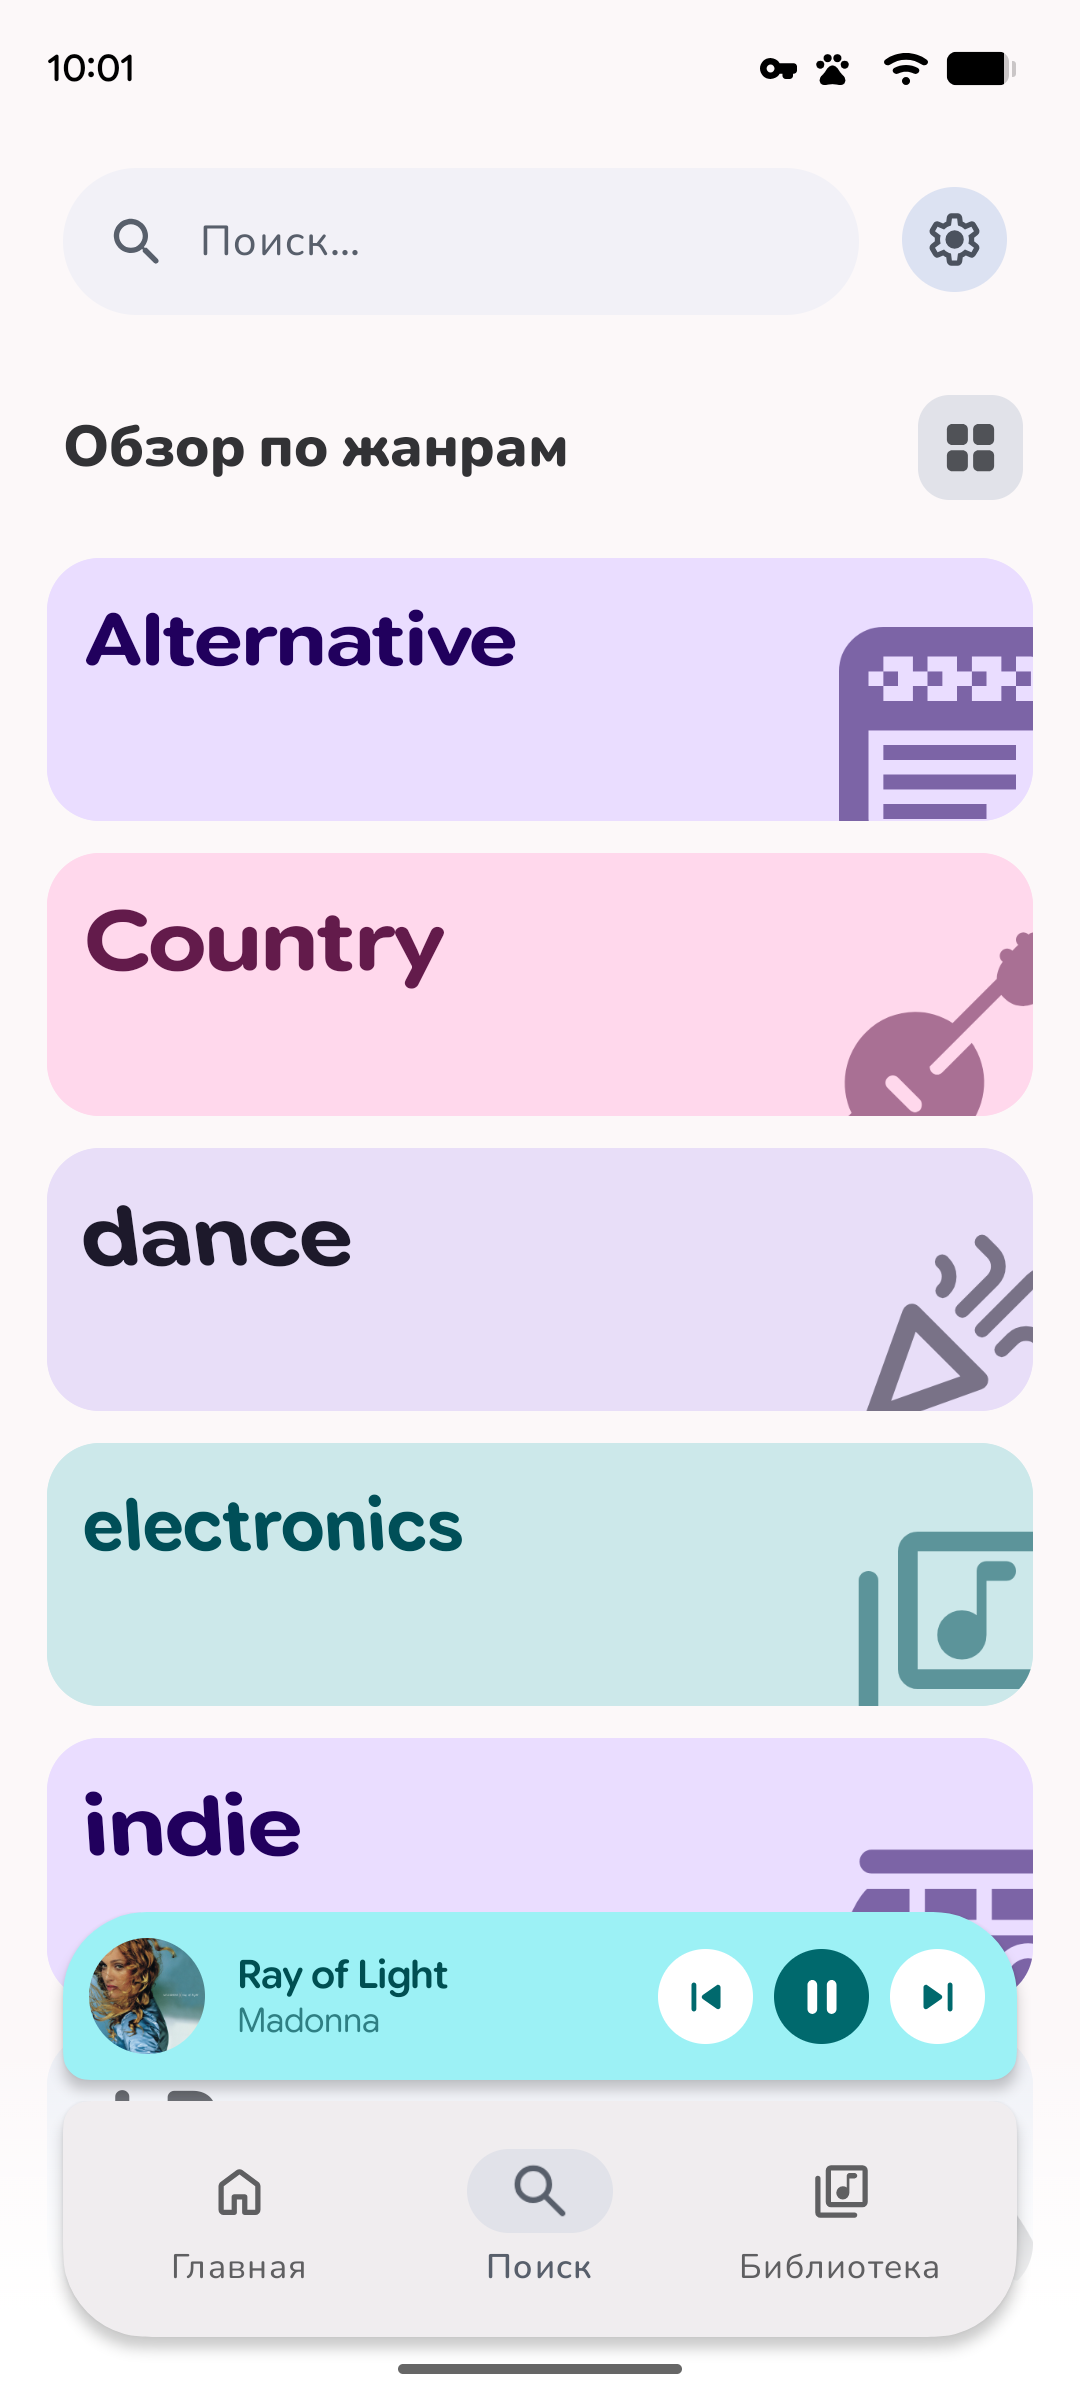 10:01
Поиск...
Обзор по жанрам
Alternative
Country
dance
electronics
indie
Ray of Light
Madonna
Главная
Поиск
Библиотека